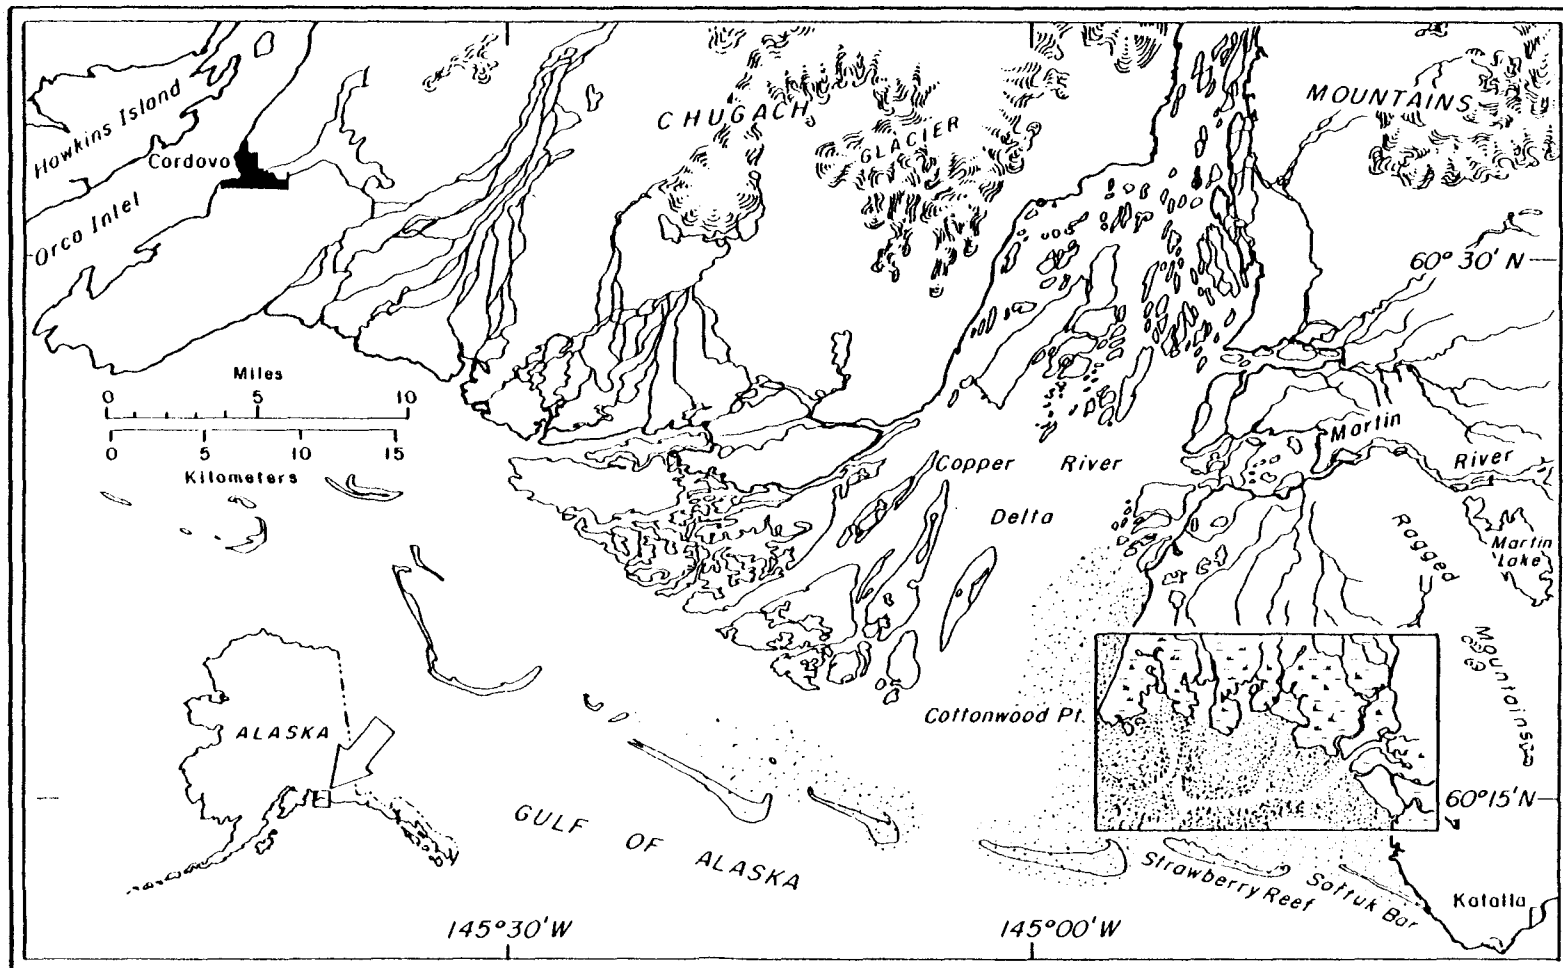 Hawkins Island
Cordova
Orca Inlet
CHUGACH
MOUNTAINS
GLACIER
60° 30' N
Miles
0 5 10
0 5 10 15
Kilometers
Copper River
Delta
Martin
River
Ragged
Mountains
Martin
Lake
Cottonwood Pt.
ALASKA
60° 15' N
GULF OF ALASKA
Strawberry Reef
Softuk Bar
Katalla
145° 30' W
145° 00' W